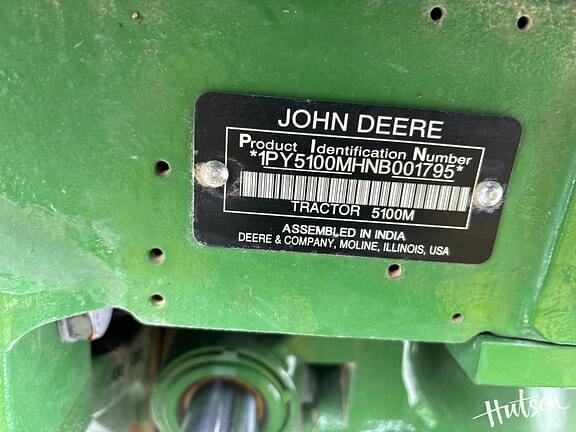 JOHN DEERE
Product Identification Number
*1PY5100MHNB001795*
TRACTOR 5100M
ASSEMBLED IN INDIA
DEERE & COMPANY, MOLINE, ILLINOIS, USA
Hutson